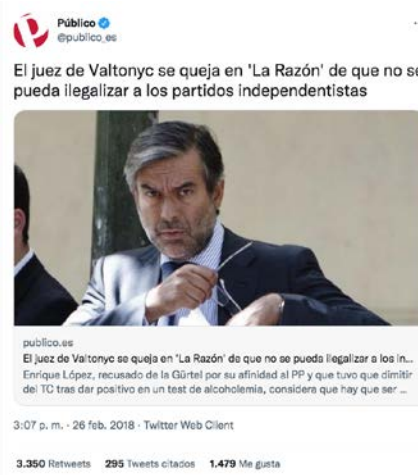 Público
@publico_es
El juez de Valtonyc se queja en 'La Razón' de que no se
pueda ilegalizar a los partidos independentistas
publico.es
El juez de Valtonyc se queja en 'La Razón' de que no se pueda ilegalizar a los in...
Enrique López, recusado de la Gürtel por su afinidad al PP y que tuvo que dimitir
del TC tras dar positivo en un test de alcoholemia, considera que hay que ser ...
3:07 p. m. · 26 feb. 2018 · Twitter Web Client
3.350 Retweets 295 Tweets citados 1.479 Me gusta